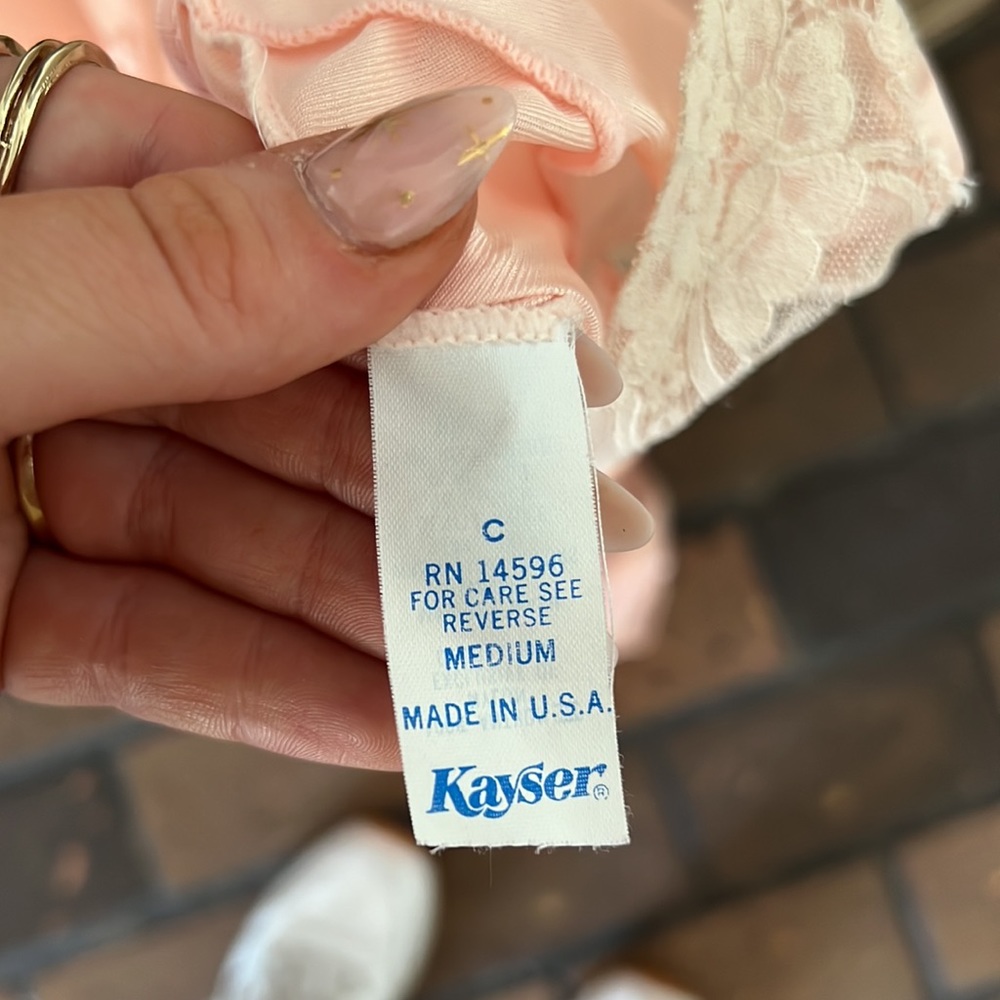 C
RN 14596
FOR CARE SEE
REVERSE
MEDIUM
MADE IN U.S.A.
Kayser®